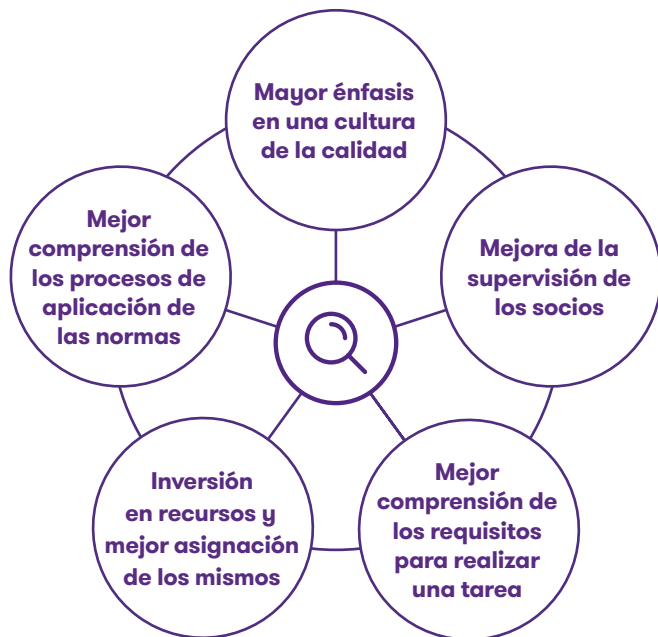 Mayor énfasis
en una cultura
de la calidad
Mejor
comprensión de
los procesos de
aplicación de
las normas
Mejora de la
supervisión de
los socios
Inversión
en recursos y
mejor asignación
de los mismos
Mejor
comprensión de
los requisitos
para realizar
una tarea